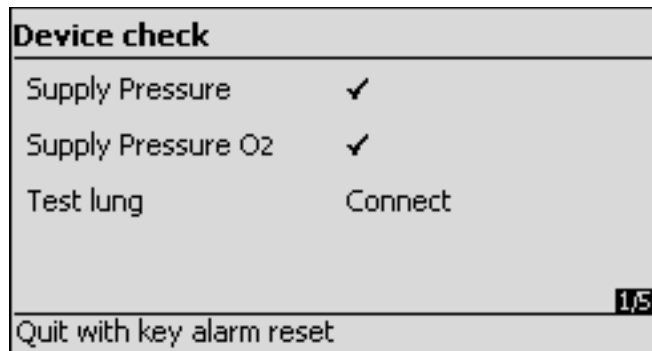 Device check
Supply Pressure ✓
Supply Pressure O2 ✓
Test lung Connect
1/5
Quit with key alarm reset